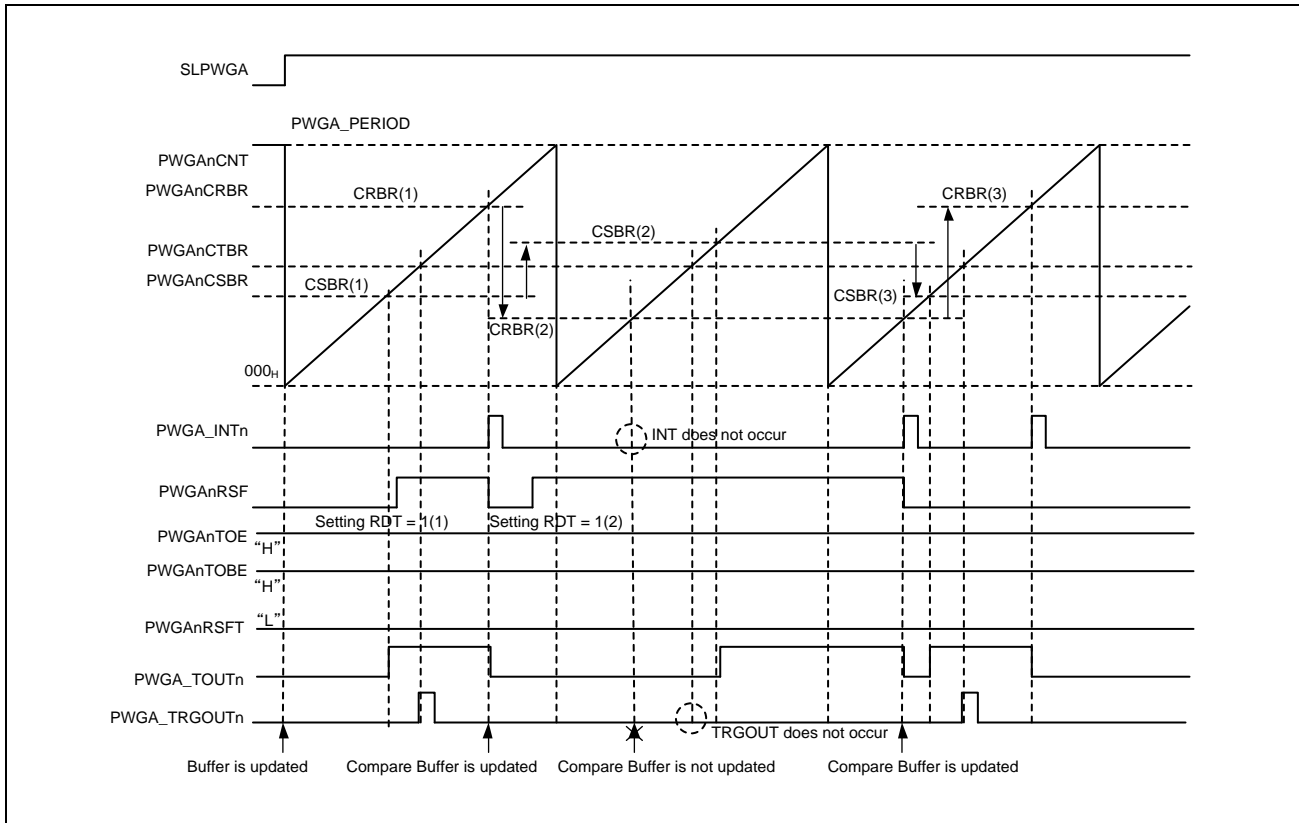 SLPWGA
PWGA_PERIOD
PWGAnCNT
PWGAnCRBR
CRBR(1)
CRBR(3)
CSBR(2)
PWGAnCTBR
PWGAnCSBR
CSBR(1)
CSBR(3)
CRBR(2)
000H
PWGA_INTn
INT does not occur
PWGAnRSF
Setting RDT = 1(1)
Setting RDT = 1(2)
PWGAnTOE
“H”
PWGAnTOBE
“H”
“L”
PWGAnRSFT
PWGA_TOUTn
PWGA_TRGOUTn
TRGOUT does not occur
Buffer is updated
Compare Buffer is updated
Compare Buffer is not updated
Compare Buffer is updated